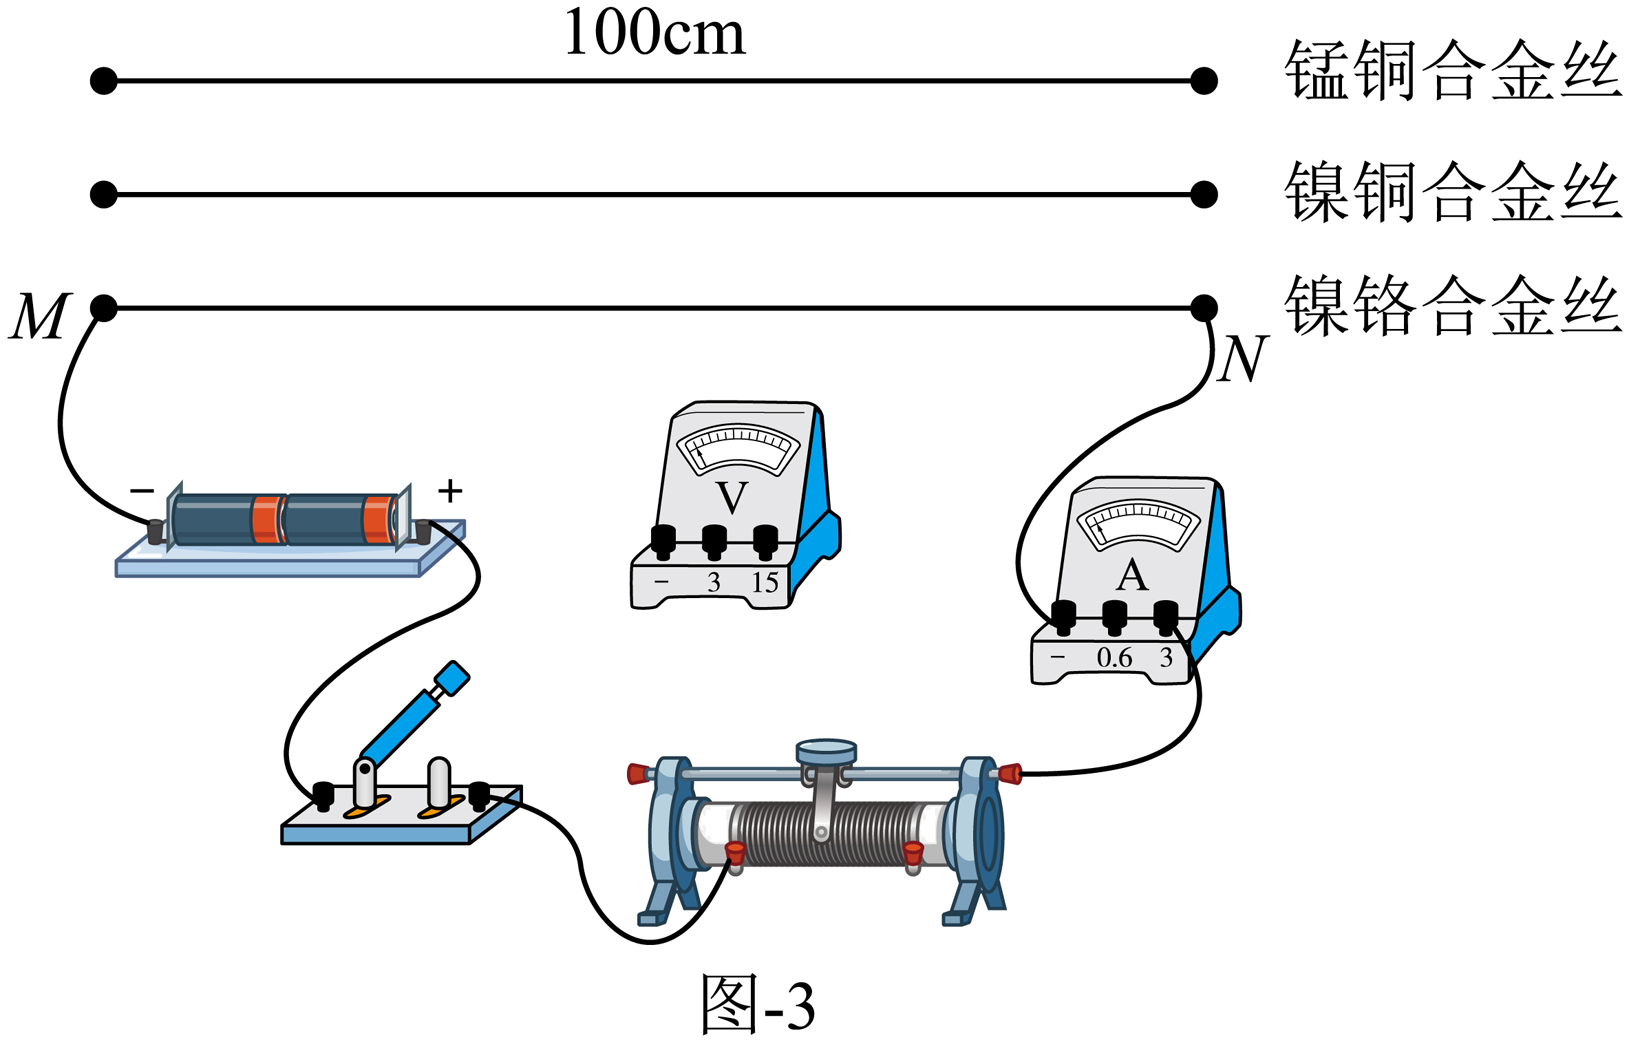 100cm
锰铜合金丝
镍铜合金丝
M
镍铬合金丝
N
− +
V
− 3 15
A
− 0.6 3
图-3